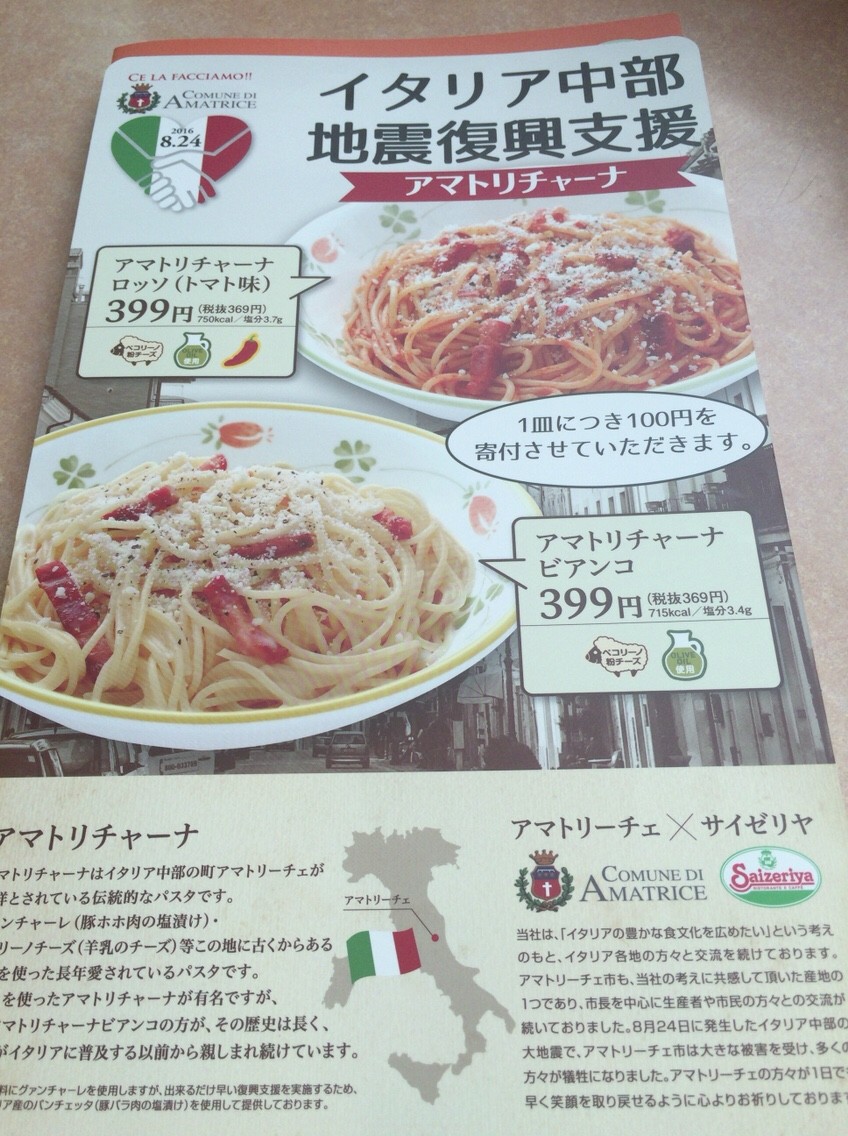 CE LA FACCIAMO!!
COMUNE DI
AMATRICE
2016
8.24
イタリア中部
地震復興支援
アマトリチャーナ
アマトリチャーナ
ロッソ(トマト味)
399円(税抜369円)
750kcal/塩分3.7g
ペコリーノ
粉チーズ
OLIVE
OIL
使用
1皿につき100円を
寄付させていただきます。
アマトリチャーナ
ビアンコ
399円(税抜369円)
715kcal/塩分3.4g
ペコリーノ
粉チーズ
OLIVE
OIL
使用
アマトリチャーナ
マトリチャーナはイタリア中部の町アマトリーチェが
とされている伝統的なパスタです。
ンチャーレ(豚ホホ肉の塩漬け)・
リーノチーズ(羊乳のチーズ)等この地に古くからある
を使った長年愛されているパスタです。
を使ったアマトリチャーナが有名ですが、
マトリチャーナビアンコの方が、その歴史は長く、
がイタリアに普及する以前から親しまれ続けています。
料にグァンチャーレを使用しますが、出来るだけ早い復興支援を実施するため、
リア産のパンチェッタ(豚バラ肉の塩漬け)を使用して提供しております。
アマトリーチェ
アマトリーチェ×サイゼリヤ
COMUNE DI
AMATRICE
Saizeriya
RISTORANTE E CAFFÈ
当社は、「イタリアの豊かな食文化を広めたい」という考え
のもと、イタリア各地の方々と交流を続けております。
アマトリーチェ市も、当社の考えに共感して頂いた産地の
1つであり、市長を中心に生産者や市民の方々との交流が
続いておりました。8月24日に発生したイタリア中部の
大地震で、アマトリーチェ市は大きな被害を受け、多くの
方々が犠牲になりました。アマトリーチェの方々が1日でも
早く笑顔を取り戻せるように心よりお祈りしております